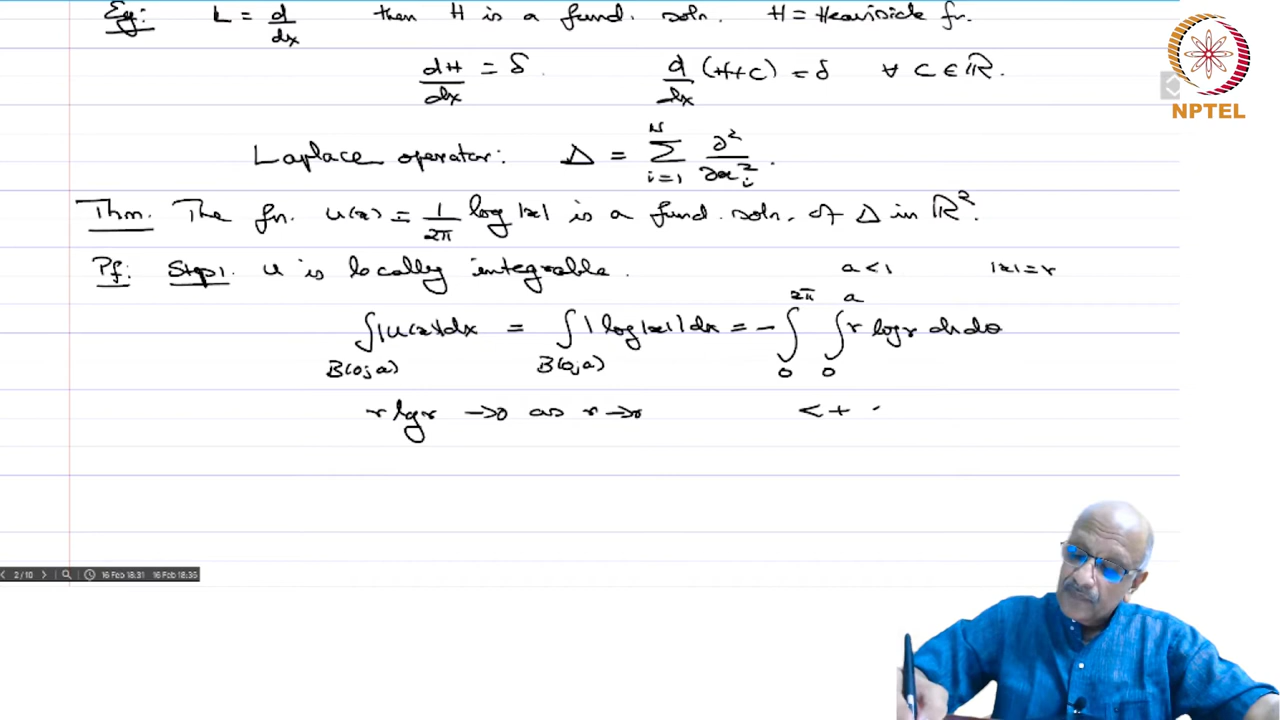 Eg: L = d/dx then H is a fund. soln. H = Heaviside fn.
dH/dx = δ. d/dx (H+C) = δ ∀ C ∈ ℝ.
Laplace operator: Δ = Σ_{i=1}^{N} ∂²/∂x_i².
Thm. The fn. u(x) = 1/2π log|x| is a fund. soln. of Δ in ℝ².
Pf: Step1. u is locally integrable. a < 1 |x| = r
∫_{B(0;a)} |u(x)|dx = ∫_{B(0;a)} |log|x||dx = -∫_0^{2π} ∫_0^a r log r dr dθ
r log r → 0 as r → 0 < +
NPTEL
2/10 16 Feb 18:31 16 Feb 18:36